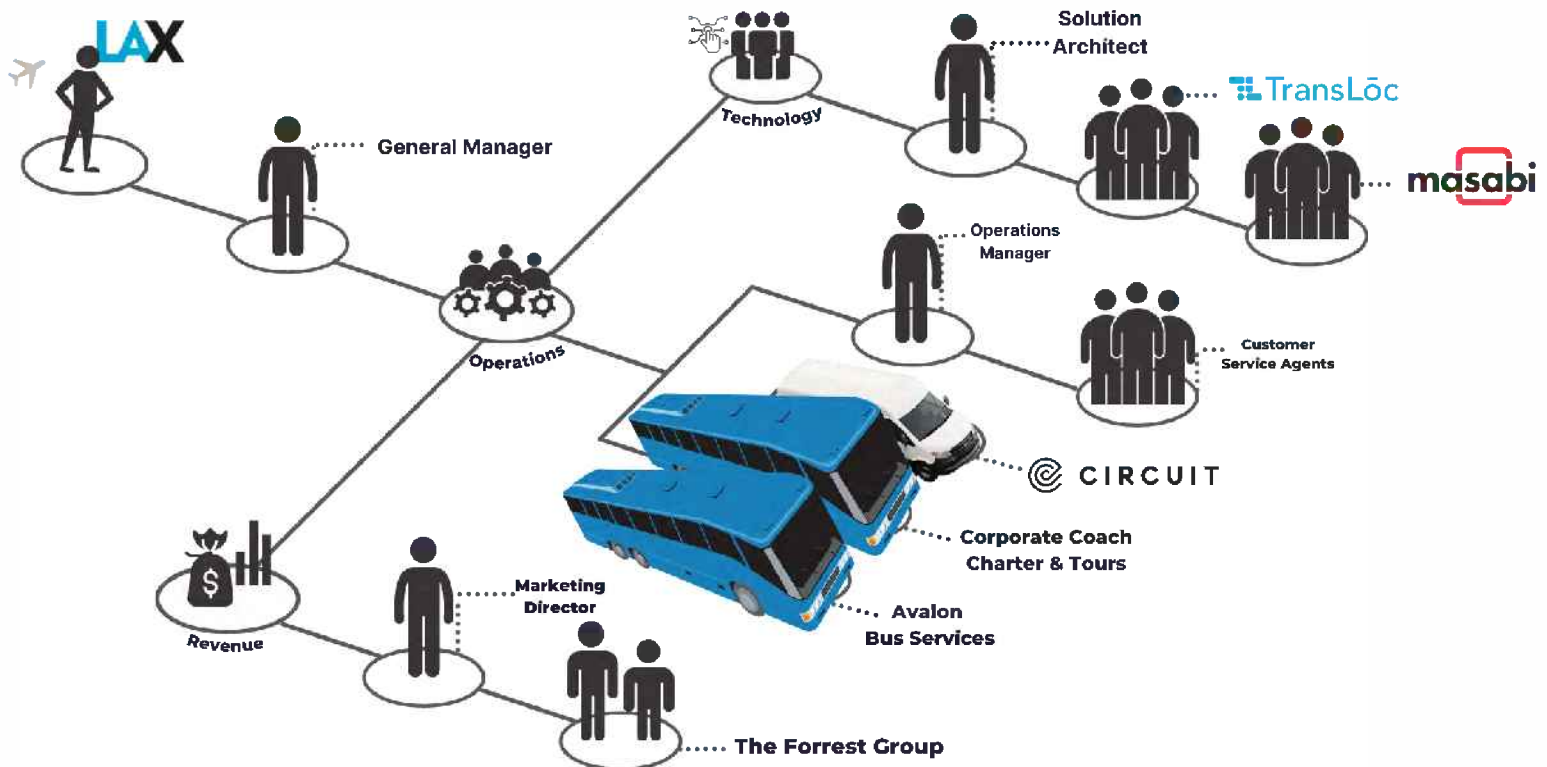 LAX
General Manager
Operations
Technology
Solution
Architect
TransLōc
masabi
Operations
Manager
Customer
Service Agents
CIRCUIT
Corporate Coach
Charter & Tours
Avalon
Bus Services
$
Revenue
Marketing
Director
The Forrest Group